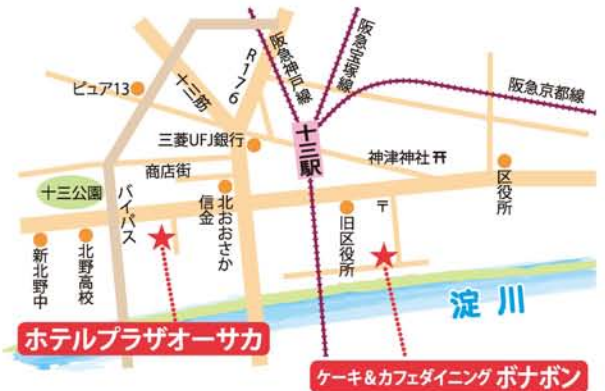 阪急神戸線
阪急宝塚線
阪急京都線
R176
十三筋
ピュア13
三菱UFJ銀行
十三駅
神津神社
商店街
十三公園
バイパス
北おおさか
信金
区役所
旧区役所
〒
新北野中
北野高校
淀川
ホテルプラザオーサカ
ケーキ&カフェダイニング ボナボン